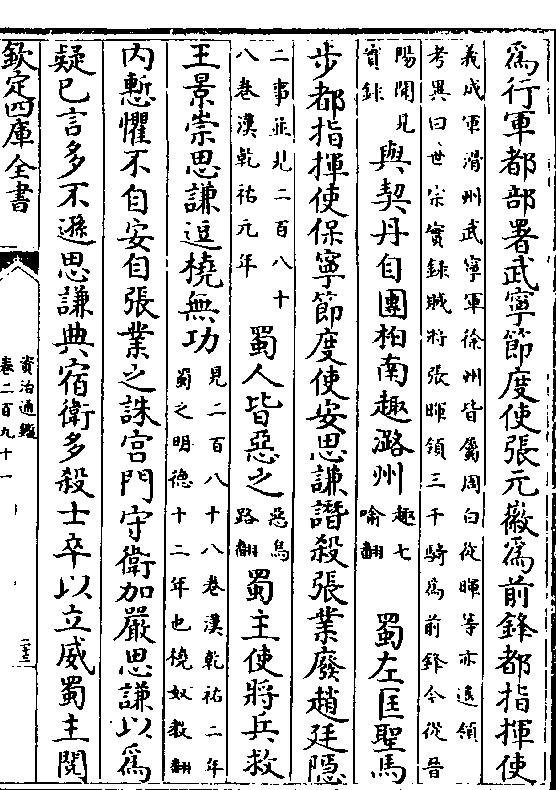 為行軍都部署武寧節度使張元徽為前鋒都指揮使
義成軍滑州武寧軍徐州皆屬周白從暉等亦遙領
考異曰世宗實録賊將張暉領三千騎為前鋒今從晉
陽聞見
實録
與契丹自團柏南趣潞州
趣七
喻翻
蜀左匡聖馬
步都指揮使保寧節度使安思謙譖殺張業廢趙廷隱
二事並見二百八十
八巻漢乾祐元年
蜀人皆惡之
惡烏
路翻
蜀主使將兵救
王景崇思謙逗橈無功
見二百八十八巻漢乾祐二年
蜀之明德十二年也橈奴敎翻
内慙懼不自安自張業之誅宮門守衛加嚴思謙以為
疑已言多不遜思謙典宿衛多殺士卒以立威蜀主閲
欽定四庫全書
資治通鑑
卷二百九十一